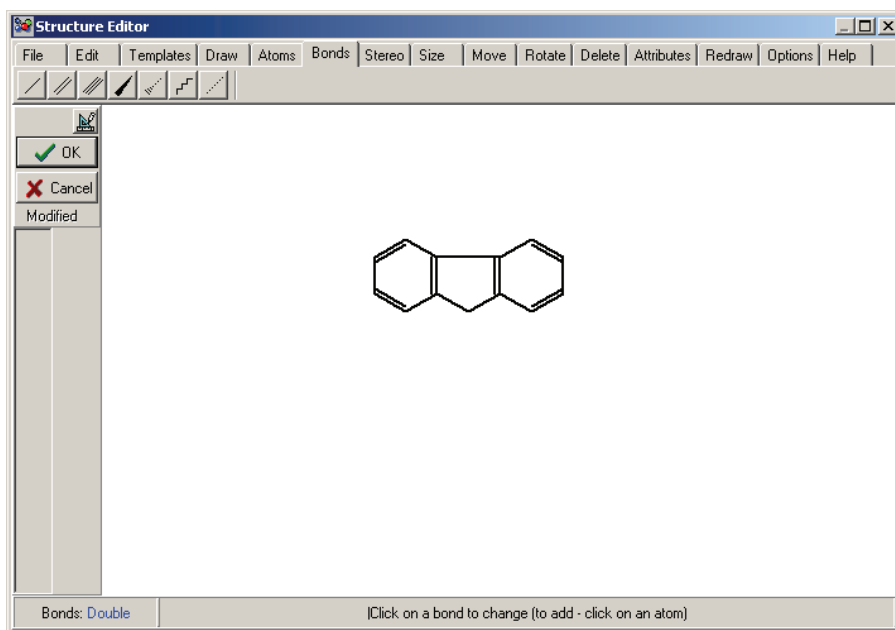 Structure Editor
File Edit Templates Draw Atoms Bonds Stereo Size Move Rotate Delete Attributes Redraw Options Help
OK
Cancel
Modified
Bonds: Double |Click on a bond to change (to add - click on an atom)